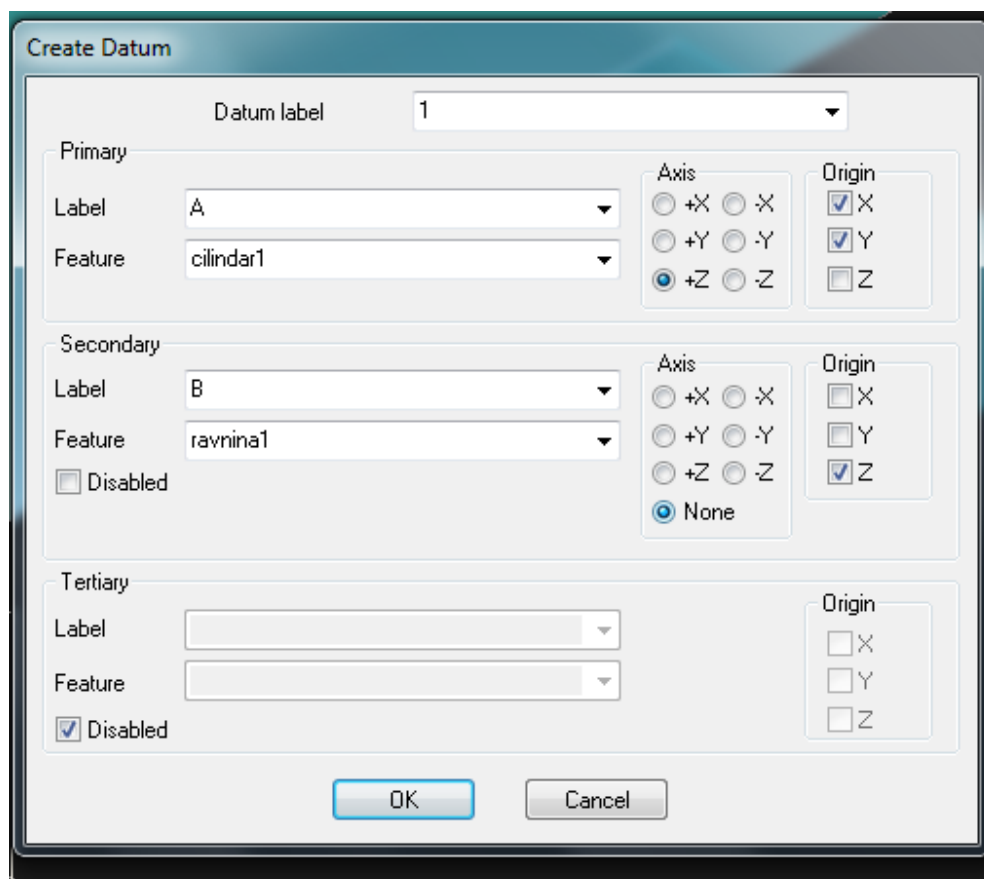 Create Datum
Datum label 1
Primary
Label A
Feature cilindar1
Axis
+X -X
+Y -Y
+Z -Z
Origin
X
Y
Z
Secondary
Label B
Feature ravnina1
Disabled
Axis
+X -X
+Y -Y
+Z -Z
None
Origin
X
Y
Z
Tertiary
Label
Feature
Disabled
Origin
X
Y
Z
OK Cancel